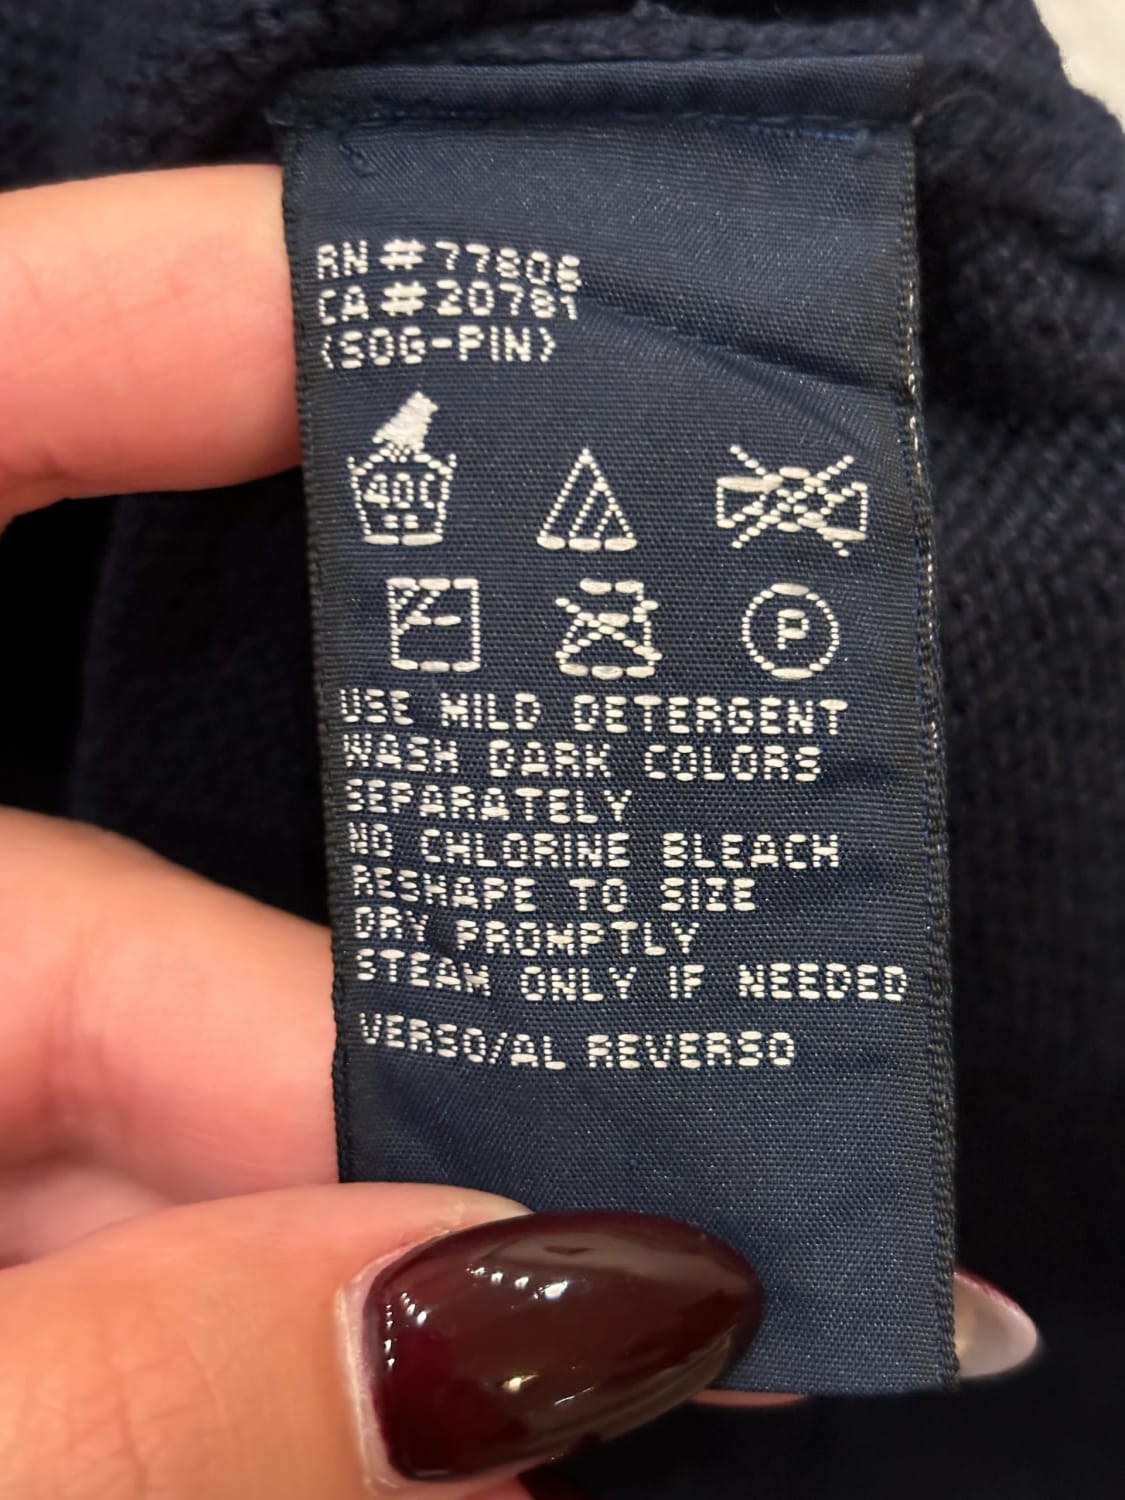 RN #77806
CA #20781
(SOG-PIN)
40C
P
USE MILD DETERGENT
WASH DARK COLORS
SEPARATELY
NO CHLORINE BLEACH
RESHAPE TO SIZE
DRY PROMPTLY
STEAM ONLY IF NEEDED
VERSO/AL REVERSO